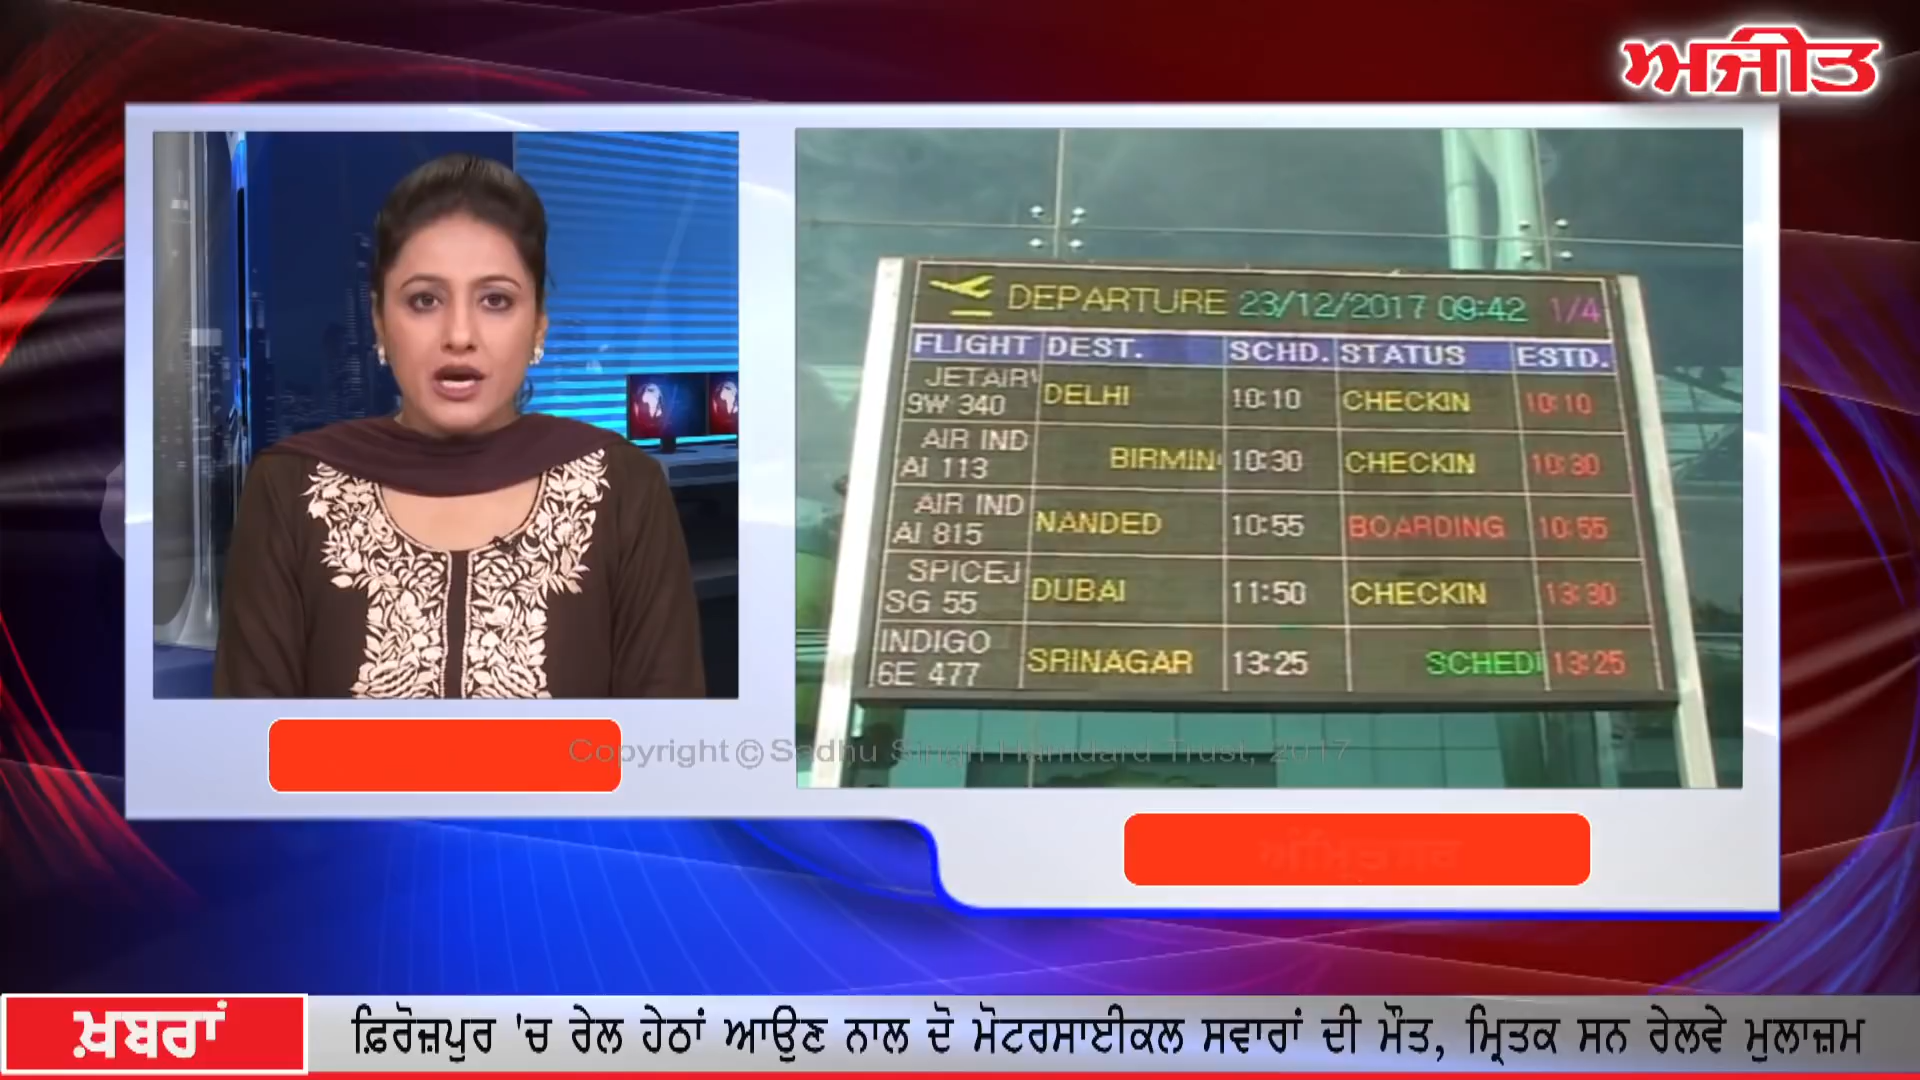 ਅਜੀਤ
DEPARTURE 23/12/2017 09:42 1/4
FLIGHT DEST. SCHD. STATUS ESTD.
JETAIRW
9W 340 DELHI 10:10 CHECKIN 10:10
AIR IND
AI 113 BIRMIN 10:30 CHECKIN 10:30
AIR IND
AI 815 NANDED 10:55 BOARDING 10:55
SPICEJ
SG 55 DUBAI 11:50 CHECKIN 13:30
INDIGO
6E 477 SRINAGAR 13:25 SCHED 13:25
Copyright © Sadhu Singh Hamdard Trust, 2017
ਅੰਮ੍ਰਿਤਸਰ
ਖ਼ਬਰਾਂ
ਫ਼ਿਰੋਜ਼ਪੁਰ 'ਚ ਰੇਲ ਹੇਠਾਂ ਆਉਣ ਨਾਲ ਦੋ ਮੋਟਰਸਾਈਕਲ ਸਵਾਰਾਂ ਦੀ ਮੌਤ, ਮ੍ਰਿਤਕ ਸਨ ਰੇਲਵੇ ਮੁਲਾਜ਼ਮ